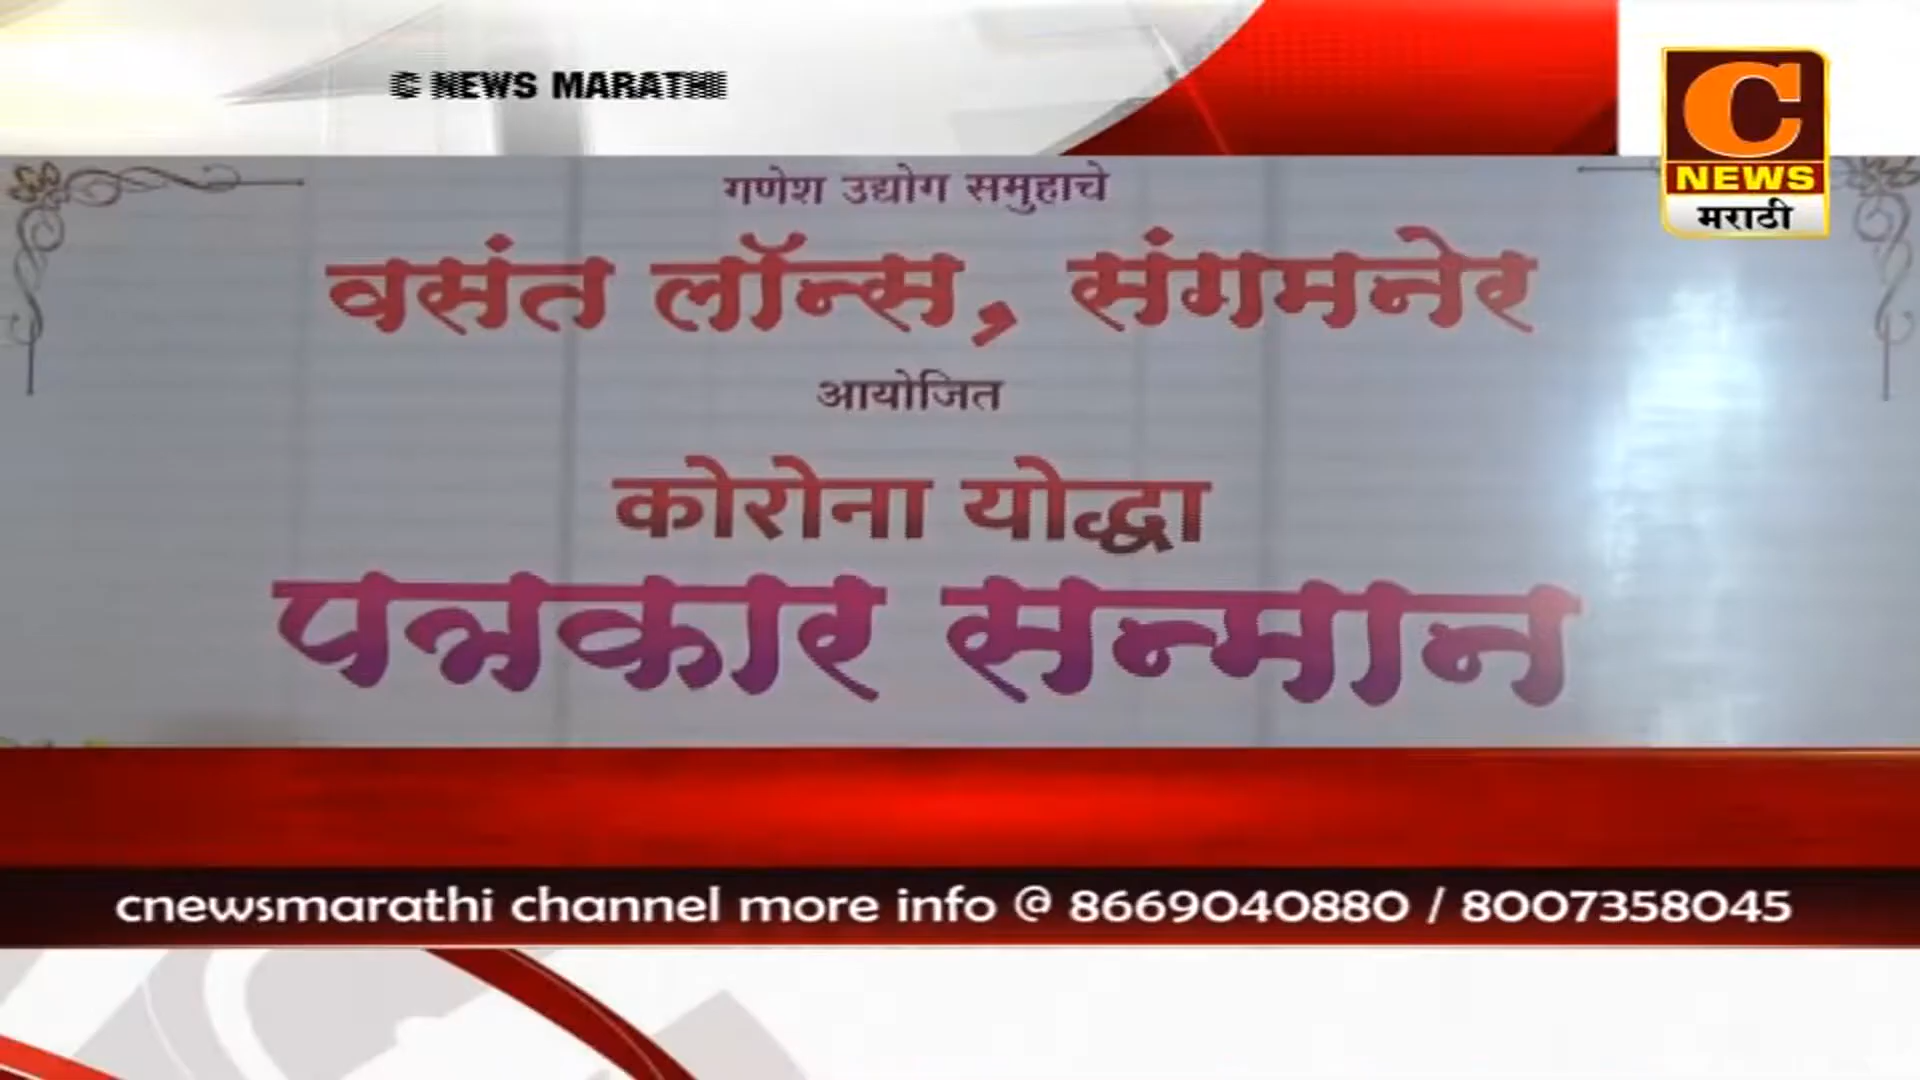 C NEWS MARATHI
C
NEWS
मराठी
गणेश उद्योग समुहाचे
वसंत लॉन्स, संगमनेर
आयोजित
कोरोना योद्धा
पत्रकार सन्मान
cnewsmarathi channel more info @ 8669040880 / 8007358045